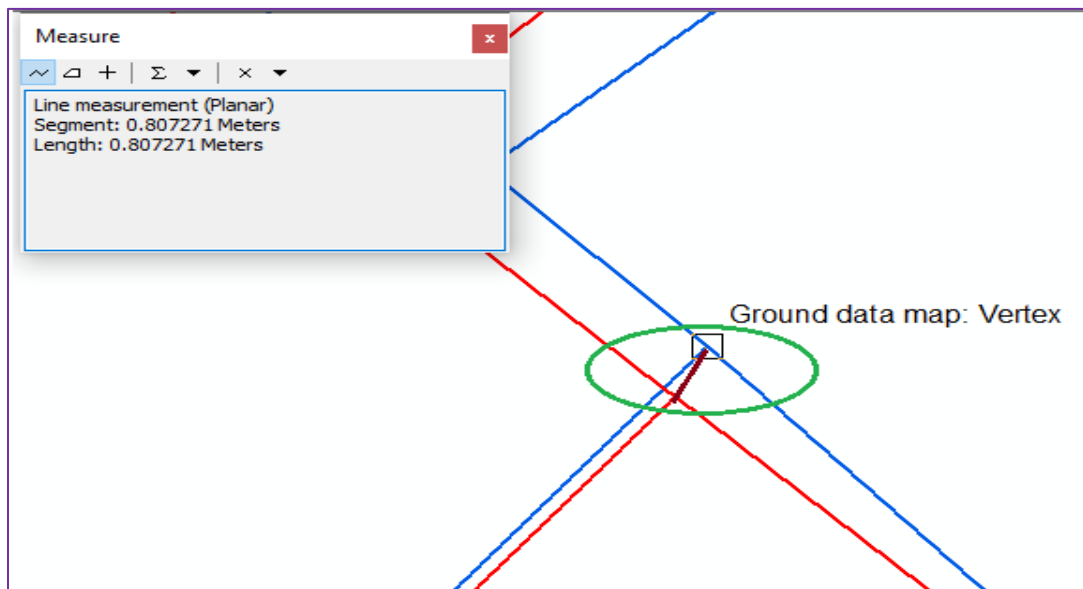 Measure
Line measurement (Planar)
Segment: 0.807271 Meters
Length: 0.807271 Meters
Ground data map: Vertex